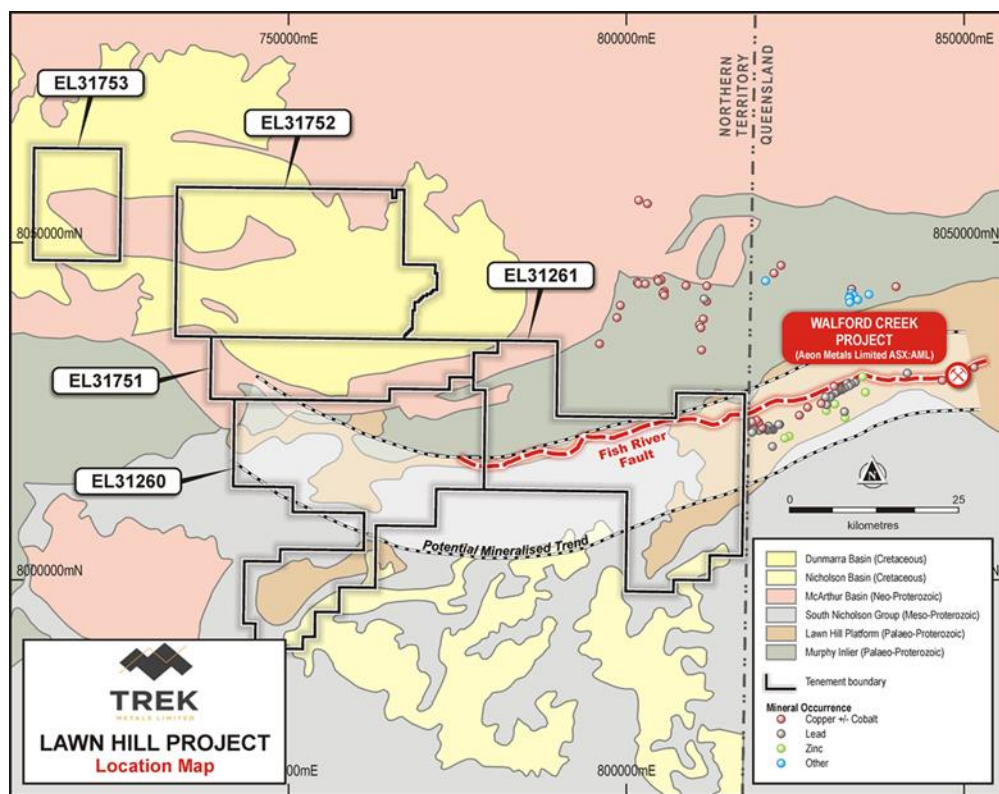 750000mE
800000mE
850000mE
EL31753
EL31752
NORTHERN
TERRITORY
QUEENSLAND
8050000mN
8050000mN
EL31261
WALFORD CREEK
PROJECT
(Aeon Metals Limited ASX:AML)
EL31751
Fish River
Fault
EL31260
N
0
25
kilometres
Potential Mineralised Trend
8000000mN
Dunmarra Basin (Cretaceous)
Nicholson Basin (Cretaceous)
McArthur Basin (Neo-Proterozoic)
South Nicholson Group (Meso-Proterozoic)
Lawn Hill Platform (Palaeo-Proterozoic)
Murphy Inlier (Palaeo-Proterozoic)
Tenement boundary
Mineral Occurrence
Copper +/- Cobalt
Lead
Zinc
Other
TREK
METALS LIMITED
LAWN HILL PROJECT
Location Map
800000mE